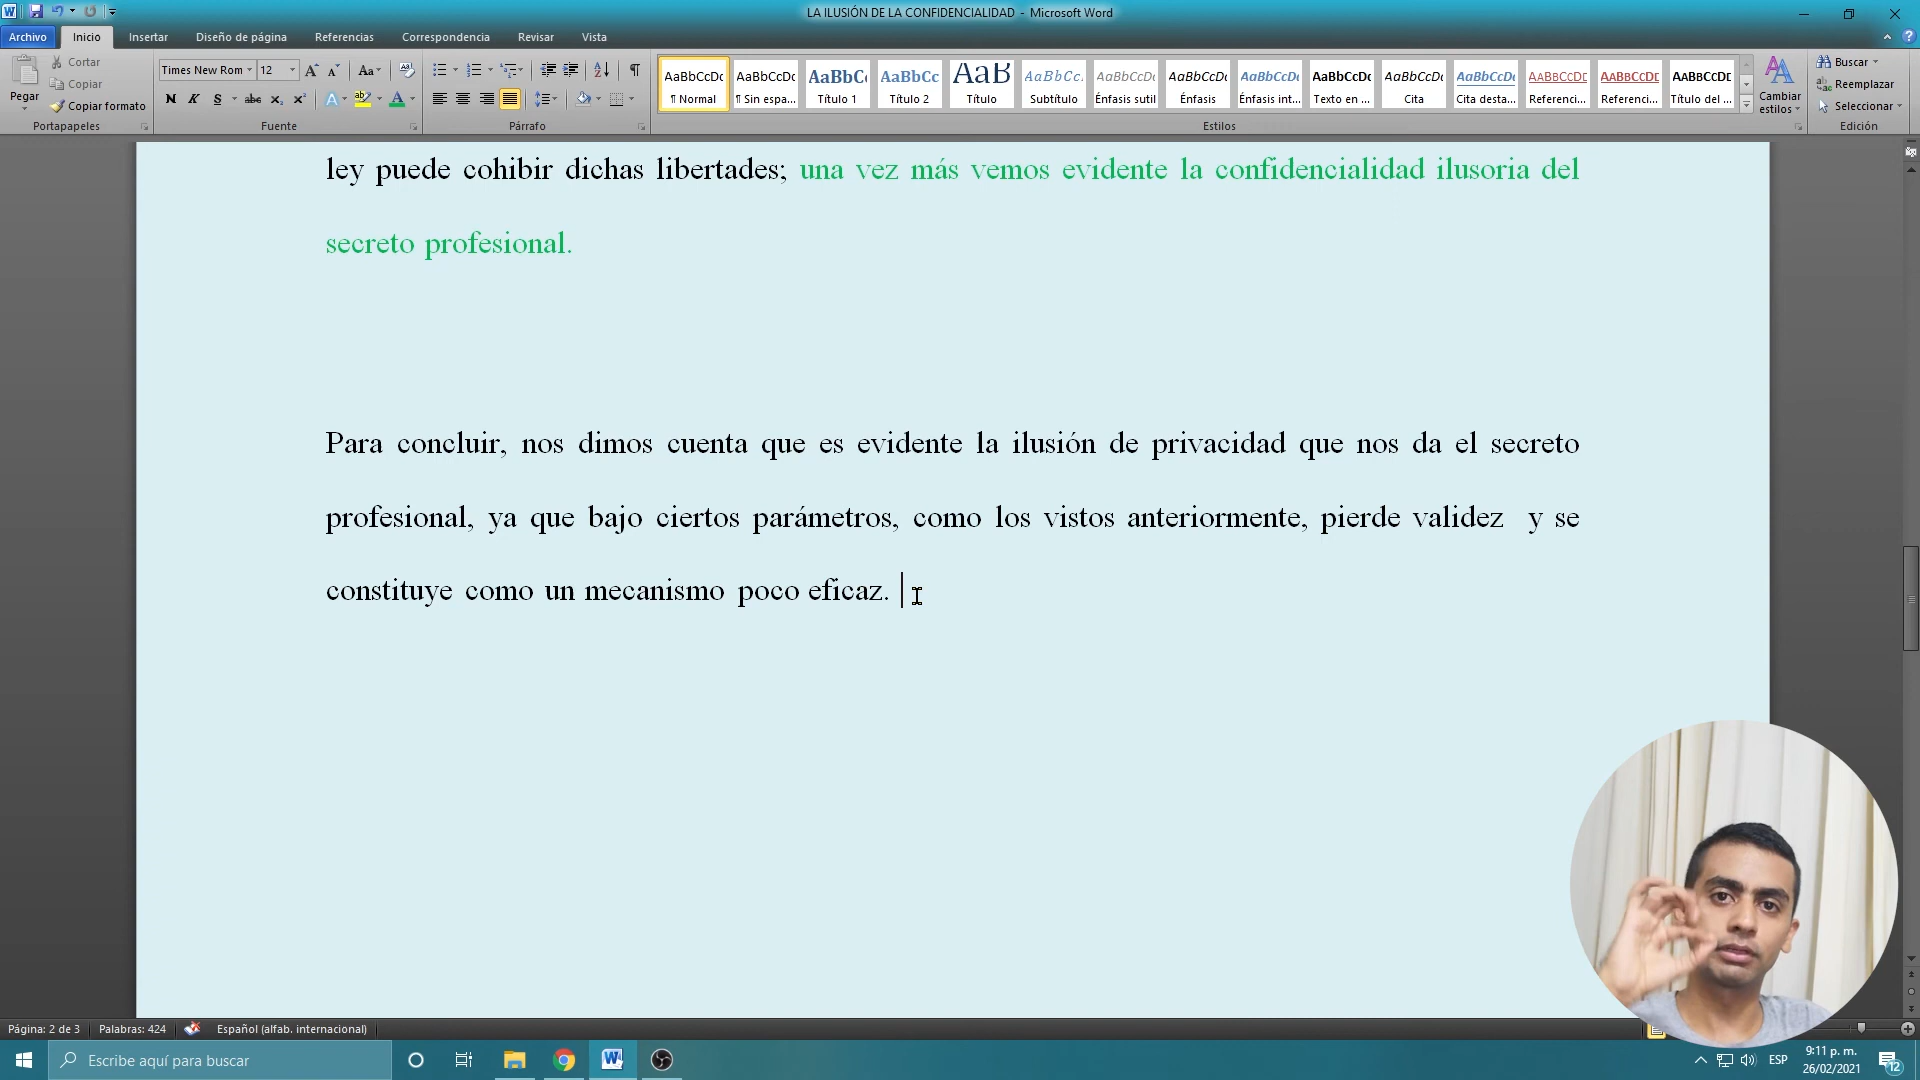 LA ILUSIÓN DE LA CONFIDENCIALIDAD - Microsoft Word
Archivo Inicio Insertar Diseño de página Referencias Correspondencia Revisar Vista
Pegar
Cortar
Copiar
Copiar formato
Portapapeles
Times New Rom 12
Fuente
Párrafo
AaBbCcDc AaBbCcDc AaBbC AaBbCc AaB AaBbCc. AaBbCcDc AaBbCcDc AaBbCcDc AaBbCcDc AaBbCcDc AaBbCcDc AABBCCDE AABBCCDE AABBCCDE
¶ Normal ¶ Sin espa... Título 1 Título 2 Título Subtítulo Énfasis sutil Énfasis Énfasis int... Texto en ... Cita Cita desta... Referenci... Referenci... Título del ...
Estilos
Cambiar
estilos
Buscar
Reemplazar
Seleccionar
Edición
ley puede cohibir dichas libertades; una vez más vemos evidente la confidencialidad ilusoria del
secreto profesional.
Para concluir, nos dimos cuenta que es evidente la ilusión de privacidad que nos da el secreto
profesional, ya que bajo ciertos parámetros, como los vistos anteriormente, pierde validez  y se
constituye como un mecanismo poco eficaz.
Página: 2 de 3 Palabras: 424 Español (alfab. internacional)
Escribe aquí para buscar
ESP
9:11 p. m.
26/02/2021
12